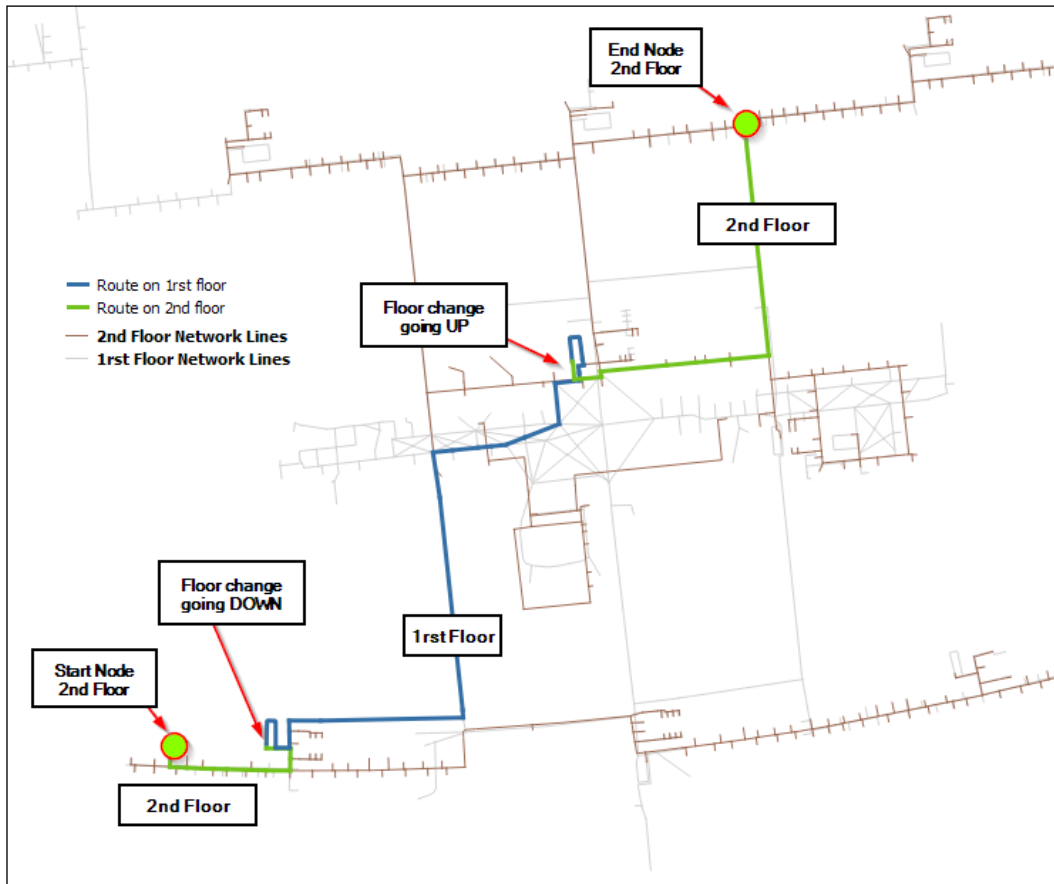 End Node
2nd Floor
2nd Floor
Route on 1rst floor
Route on 2nd floor
2nd Floor Network Lines
1rst Floor Network Lines
Floor change
going UP
Floor change
going DOWN
1rst Floor
Start Node
2nd Floor
2nd Floor